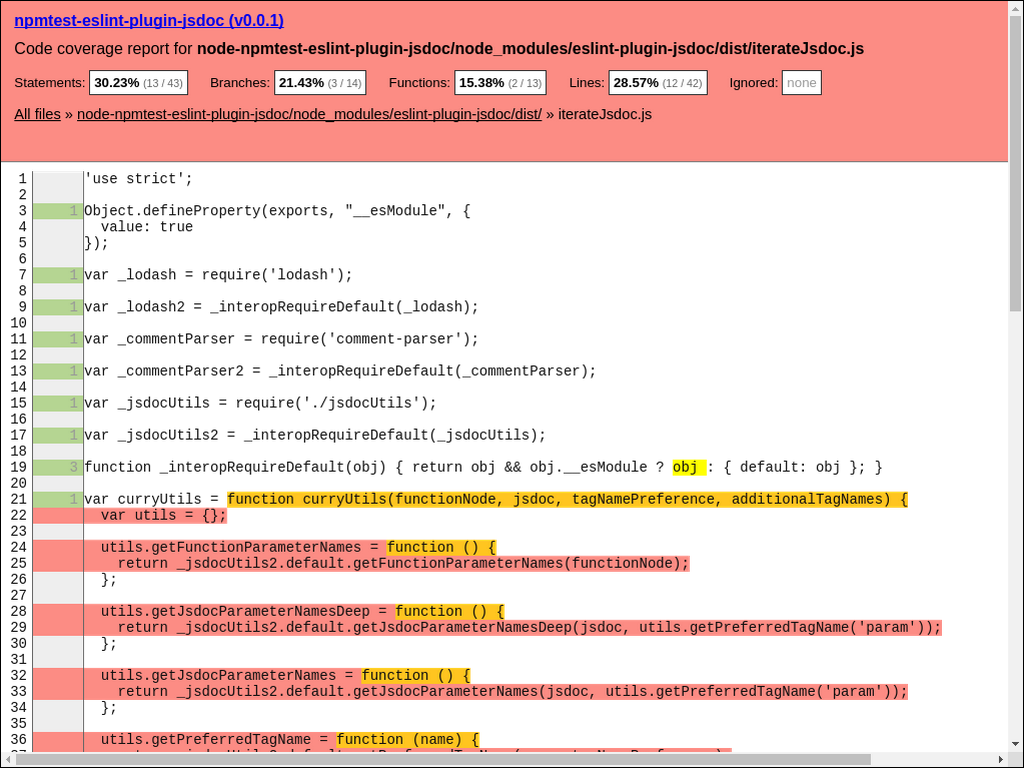 npmtest-eslint-plugin-jsdoc (v0.0.1)
Code coverage report for node-npmtest-eslint-plugin-jsdoc/node_modules/eslint-plugin-jsdoc/dist/iterateJsdoc.js
Statements: 30.23% (13 / 43) Branches: 21.43% (3 / 14) Functions: 15.38% (2 / 13) Lines: 28.57% (12 / 42) Ignored: none
All files » node-npmtest-eslint-plugin-jsdoc/node_modules/eslint-plugin-jsdoc/dist/ » iterateJsdoc.js
1 'use strict';
2
3 1 Object.defineProperty(exports, "__esModule", {
4   value: true
5 });
6
7 1 var _lodash = require('lodash');
8
9 1 var _lodash2 = _interopRequireDefault(_lodash);
10
11 1 var _commentParser = require('comment-parser');
12
13 1 var _commentParser2 = _interopRequireDefault(_commentParser);
14
15 1 var _jsdocUtils = require('./jsdocUtils');
16
17 1 var _jsdocUtils2 = _interopRequireDefault(_jsdocUtils);
18
19 3 function _interopRequireDefault(obj) { return obj && obj.__esModule ? obj : { default: obj }; }
20
21 1 var curryUtils = function curryUtils(functionNode, jsdoc, tagNamePreference, additionalTagNames) {
22   var utils = {};
23
24   utils.getFunctionParameterNames = function () {
25     return _jsdocUtils2.default.getFunctionParameterNames(functionNode);
26   };
27
28   utils.getJsdocParameterNamesDeep = function () {
29     return _jsdocUtils2.default.getJsdocParameterNamesDeep(jsdoc, utils.getPreferredTagName('param'));
30   };
31
32   utils.getJsdocParameterNames = function () {
33     return _jsdocUtils2.default.getJsdocParameterNames(jsdoc, utils.getPreferredTagName('param'));
34   };
35
36   utils.getPreferredTagName = function (name) {